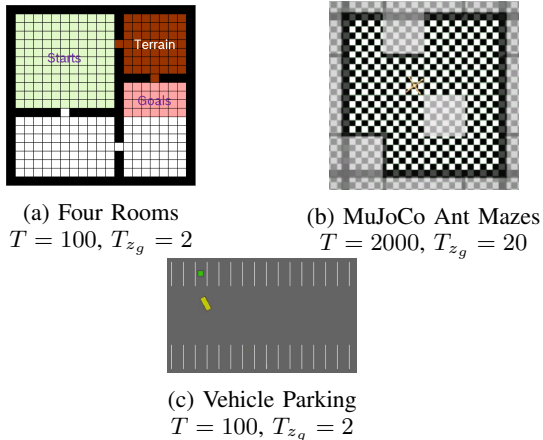 Starts
Terrain
Goals
(a) Four Rooms
T = 100, T_{z_g} = 2
(b) MuJoCo Ant Mazes
T = 2000, T_{z_g} = 20
(c) Vehicle Parking
T = 100, T_{z_g} = 2